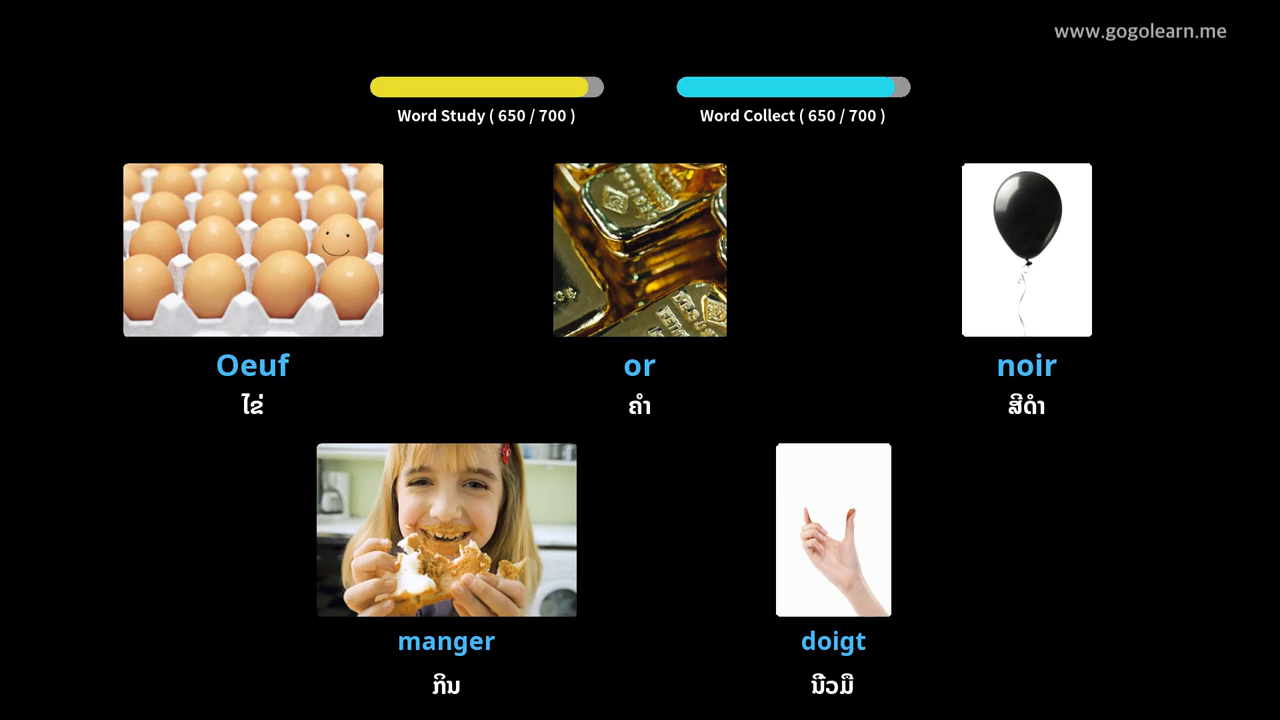 www.gogolearn.me
Word Study ( 650 / 700 )
Word Collect ( 650 / 700 )
Oeuf
or
noir
ໄຂ່
ຄຳ
ສີດຳ
manger
doigt
ກິນ
ນີ້ວມື